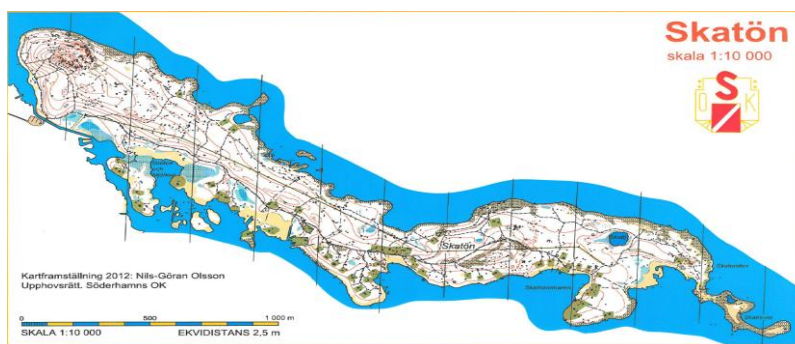 Skatön
skala 1:10 000
S
O K
Skatön
Kartframställning 2012: Nils-Göran Olsson
Upphovsrätt. Söderhamns OK
0 500 1 000 m
SKALA 1:10 000 EKVIDISTANS 2,5 m